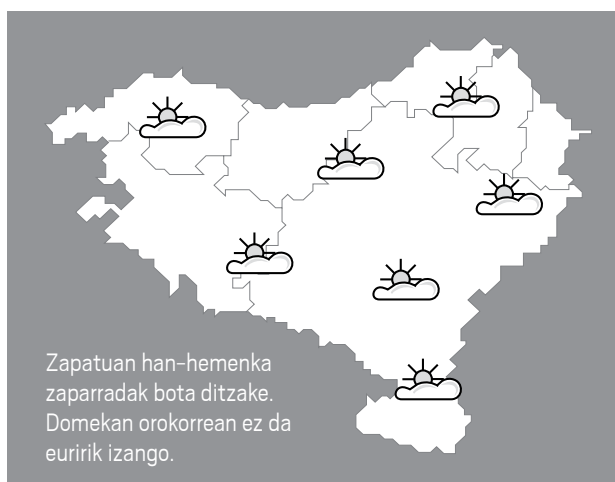 Zapatuan han-hemenka
zaparradak bota ditzake.
Domekan orokorrean ez da
euririk izango.